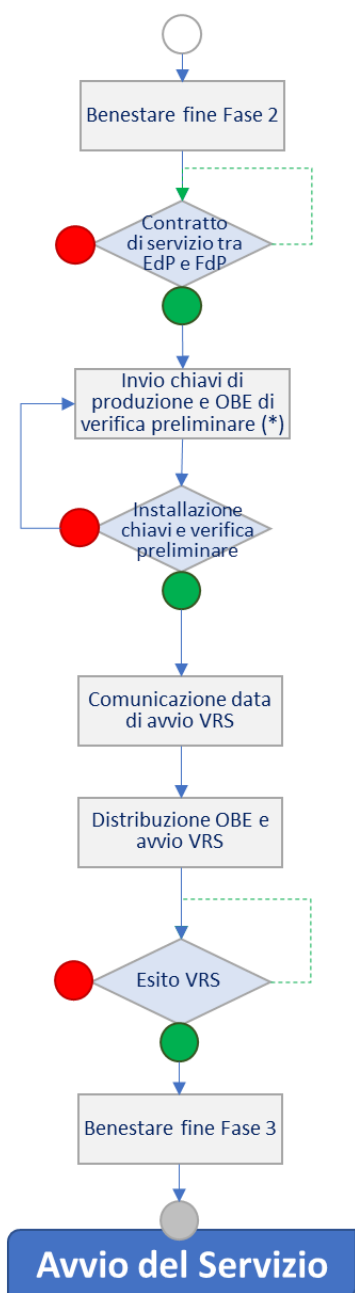 Benestare fine Fase 2
Contratto
di servizio tra
EdP e FdP
Invio chiavi di
produzione e OBE di
verifica preliminare (*)
Installazione
chiavi e verifica
preliminare
Comunicazione data
di avvio VRS
Distribuzione OBE e
avvio VRS
Esito VRS
Benestare fine Fase 3
Avvio del Servizio